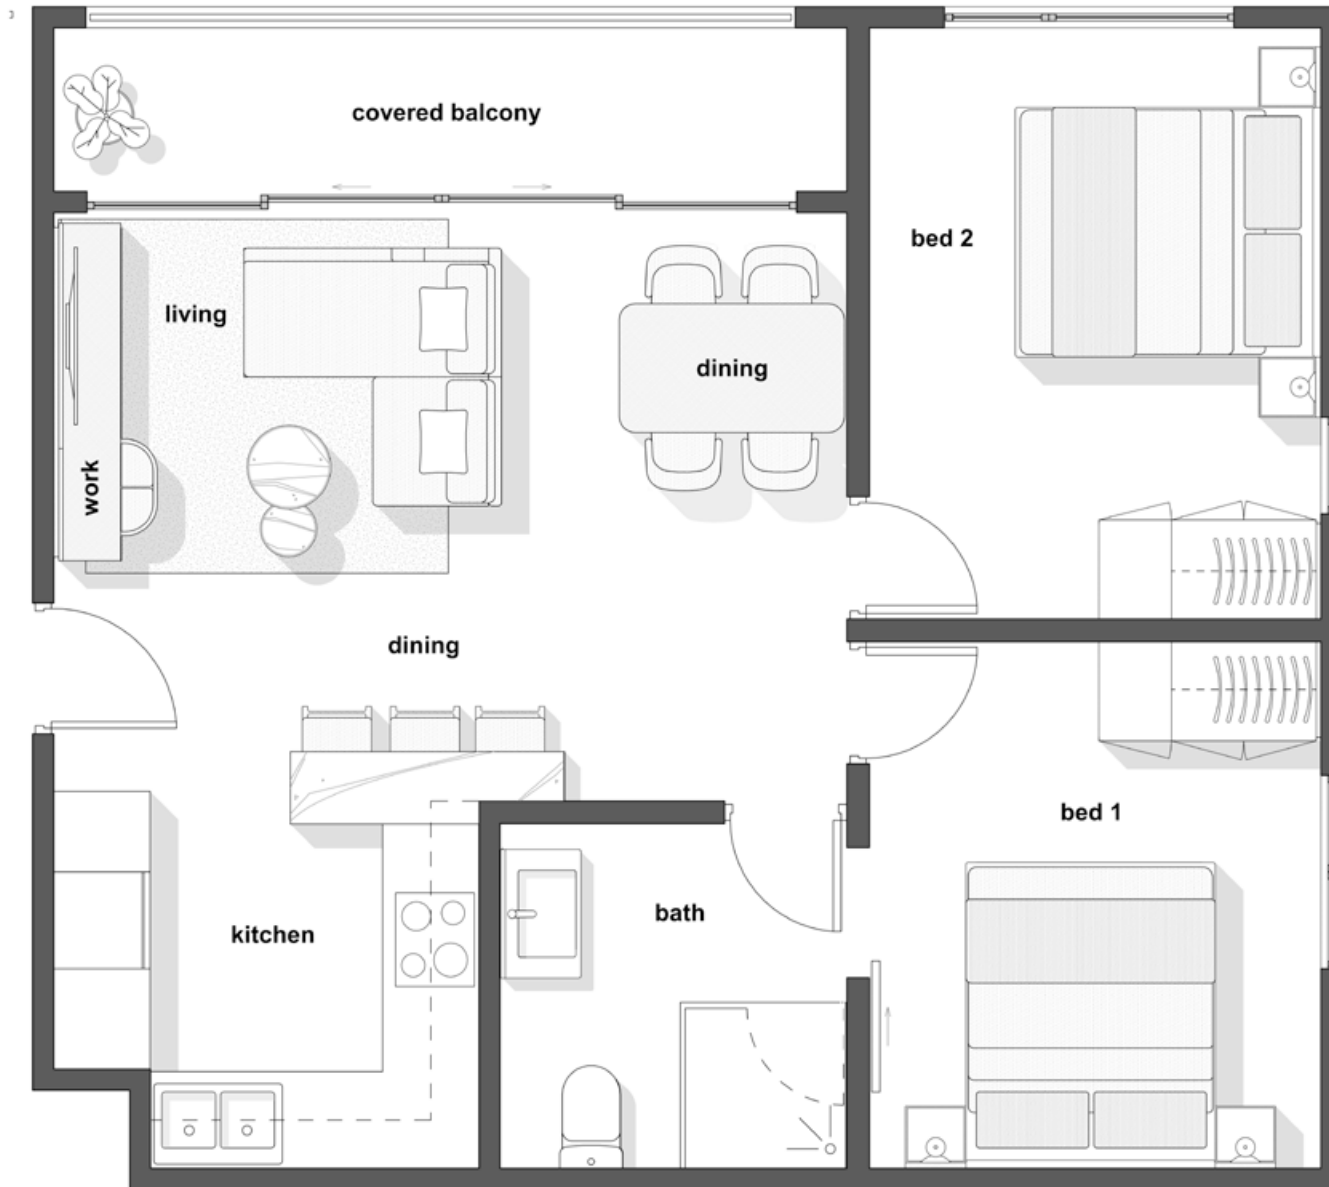 covered balcony
bed 2
living
dining
work
dining
bed 1
bath
kitchen